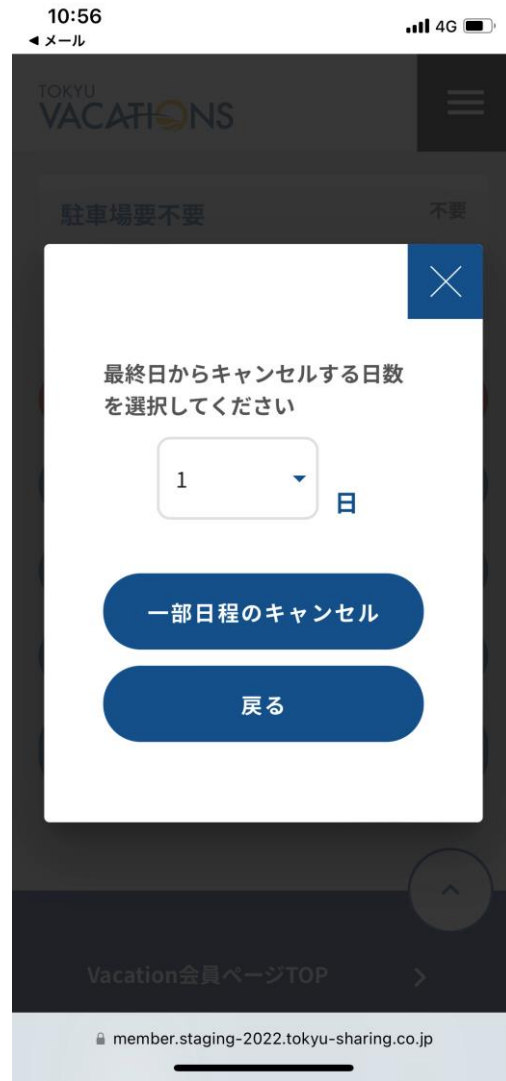 10:56
4G
◀ メール
TOKYU
VACATIONS
駐車場要不要
不要
最終日からキャンセルする日数
を選択してください
1
日
一部日程のキャンセル
戻る
Vacation会員ページTOP
member.staging-2022.tokyu-sharing.co.jp